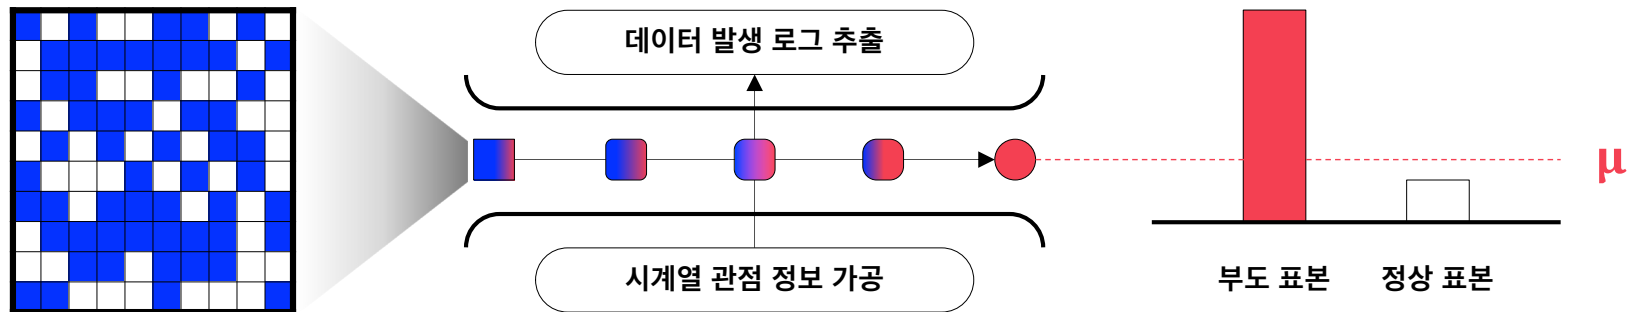 데이터 발생 로그 추출
시계열 관점 정보 가공
μ
부도 표본
정상 표본